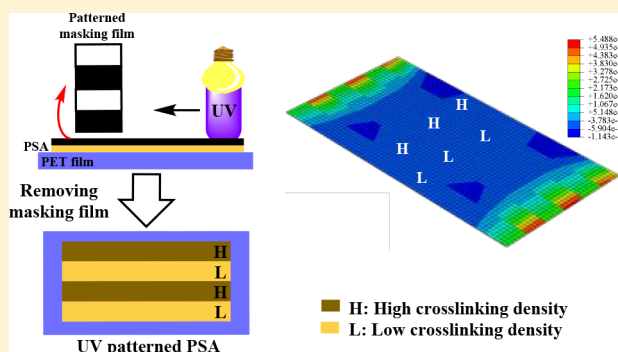 Patterned
masking film
UV
PSA
PET film
Removing
masking film
H
L
H
L
UV patterned PSA
+5.488e-
+4.935e-
+4.383e-
+3.830e-
+3.278e-
+2.725e-
+2.173e-
+1.620e-
+1.067e-
+5.148e-
-3.783e-
-5.904e-
-1.143e-
H
H
L
H
L
L
H: High crosslinking density
L: Low crosslinking density